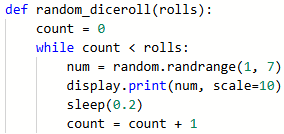 def random_diceroll(rolls):
    count = 0
    while count < rolls:
        num = random.randrange(1, 7)
        display.print(num, scale=10)
        sleep(0.2)
        count = count + 1